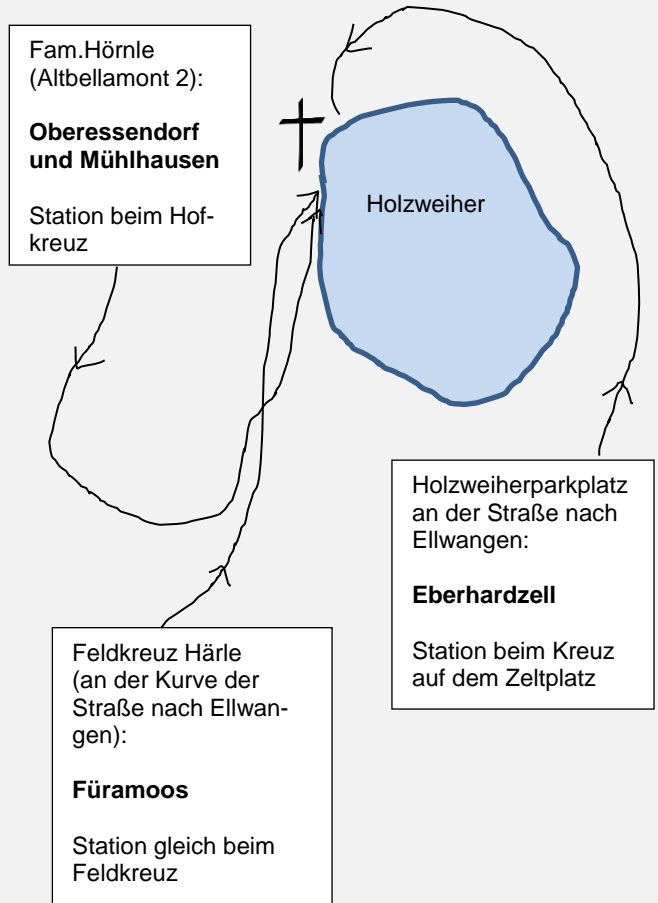 Fam.Hörnle
(Altbellamont 2):
Oberessendorf
und Mühlhausen
Station beim Hof-
kreuz
Holzweiher
Holzweiherparkplatz
an der Straße nach
Ellwangen:
Eberhardzell
Station beim Kreuz
auf dem Zeltplatz
Feldkreuz Härle
(an der Kurve der
Straße nach Ellwan-
gen):
Füramoos
Station gleich beim
Feldkreuz